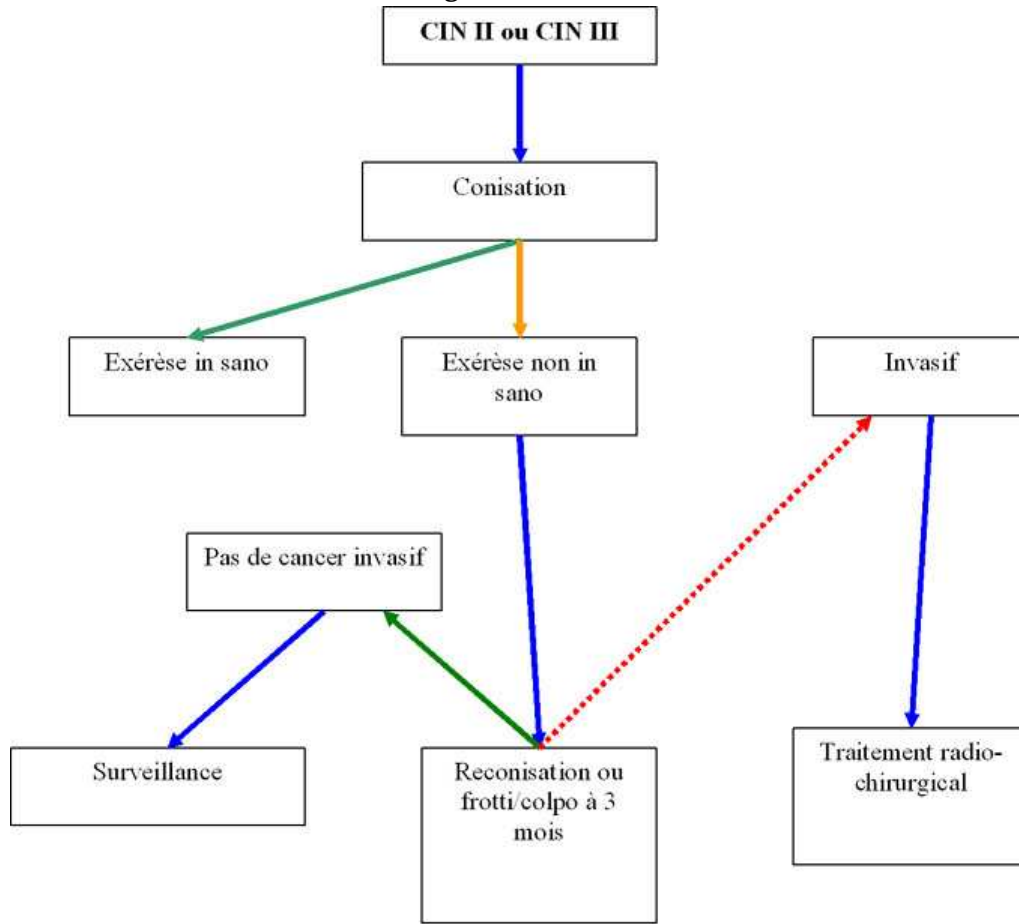 CIN II ou CIN III
Conisation
Exérèse in sano
Exérèse non in
sano
Invasif
Pas de cancer invasif
Surveillance
Reconisation ou
frotti/colpo à 3
mois
Traitement radio-
chirurgical